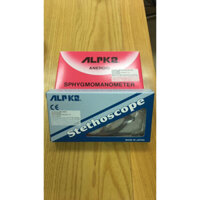 ALPK2
ANEROID
SPHYGMOMANOMETER
ALPK2
CE
Stethoscope
MADE IN JAPAN